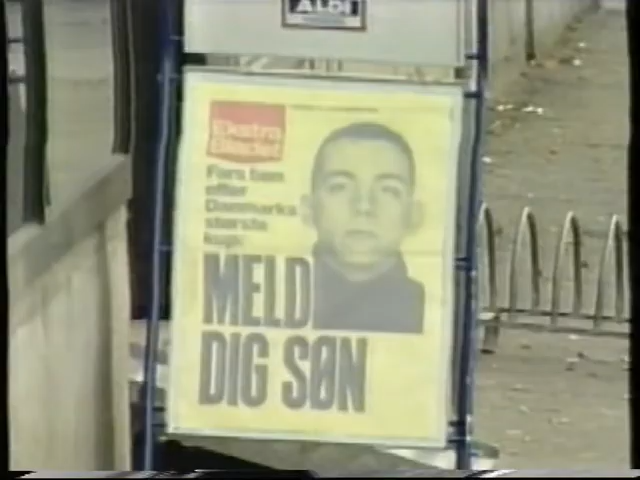 ALDI
Ekstra
Bladet
Fars bøn
efter
Danmarks
største
kup:
MELD
DIG SØN